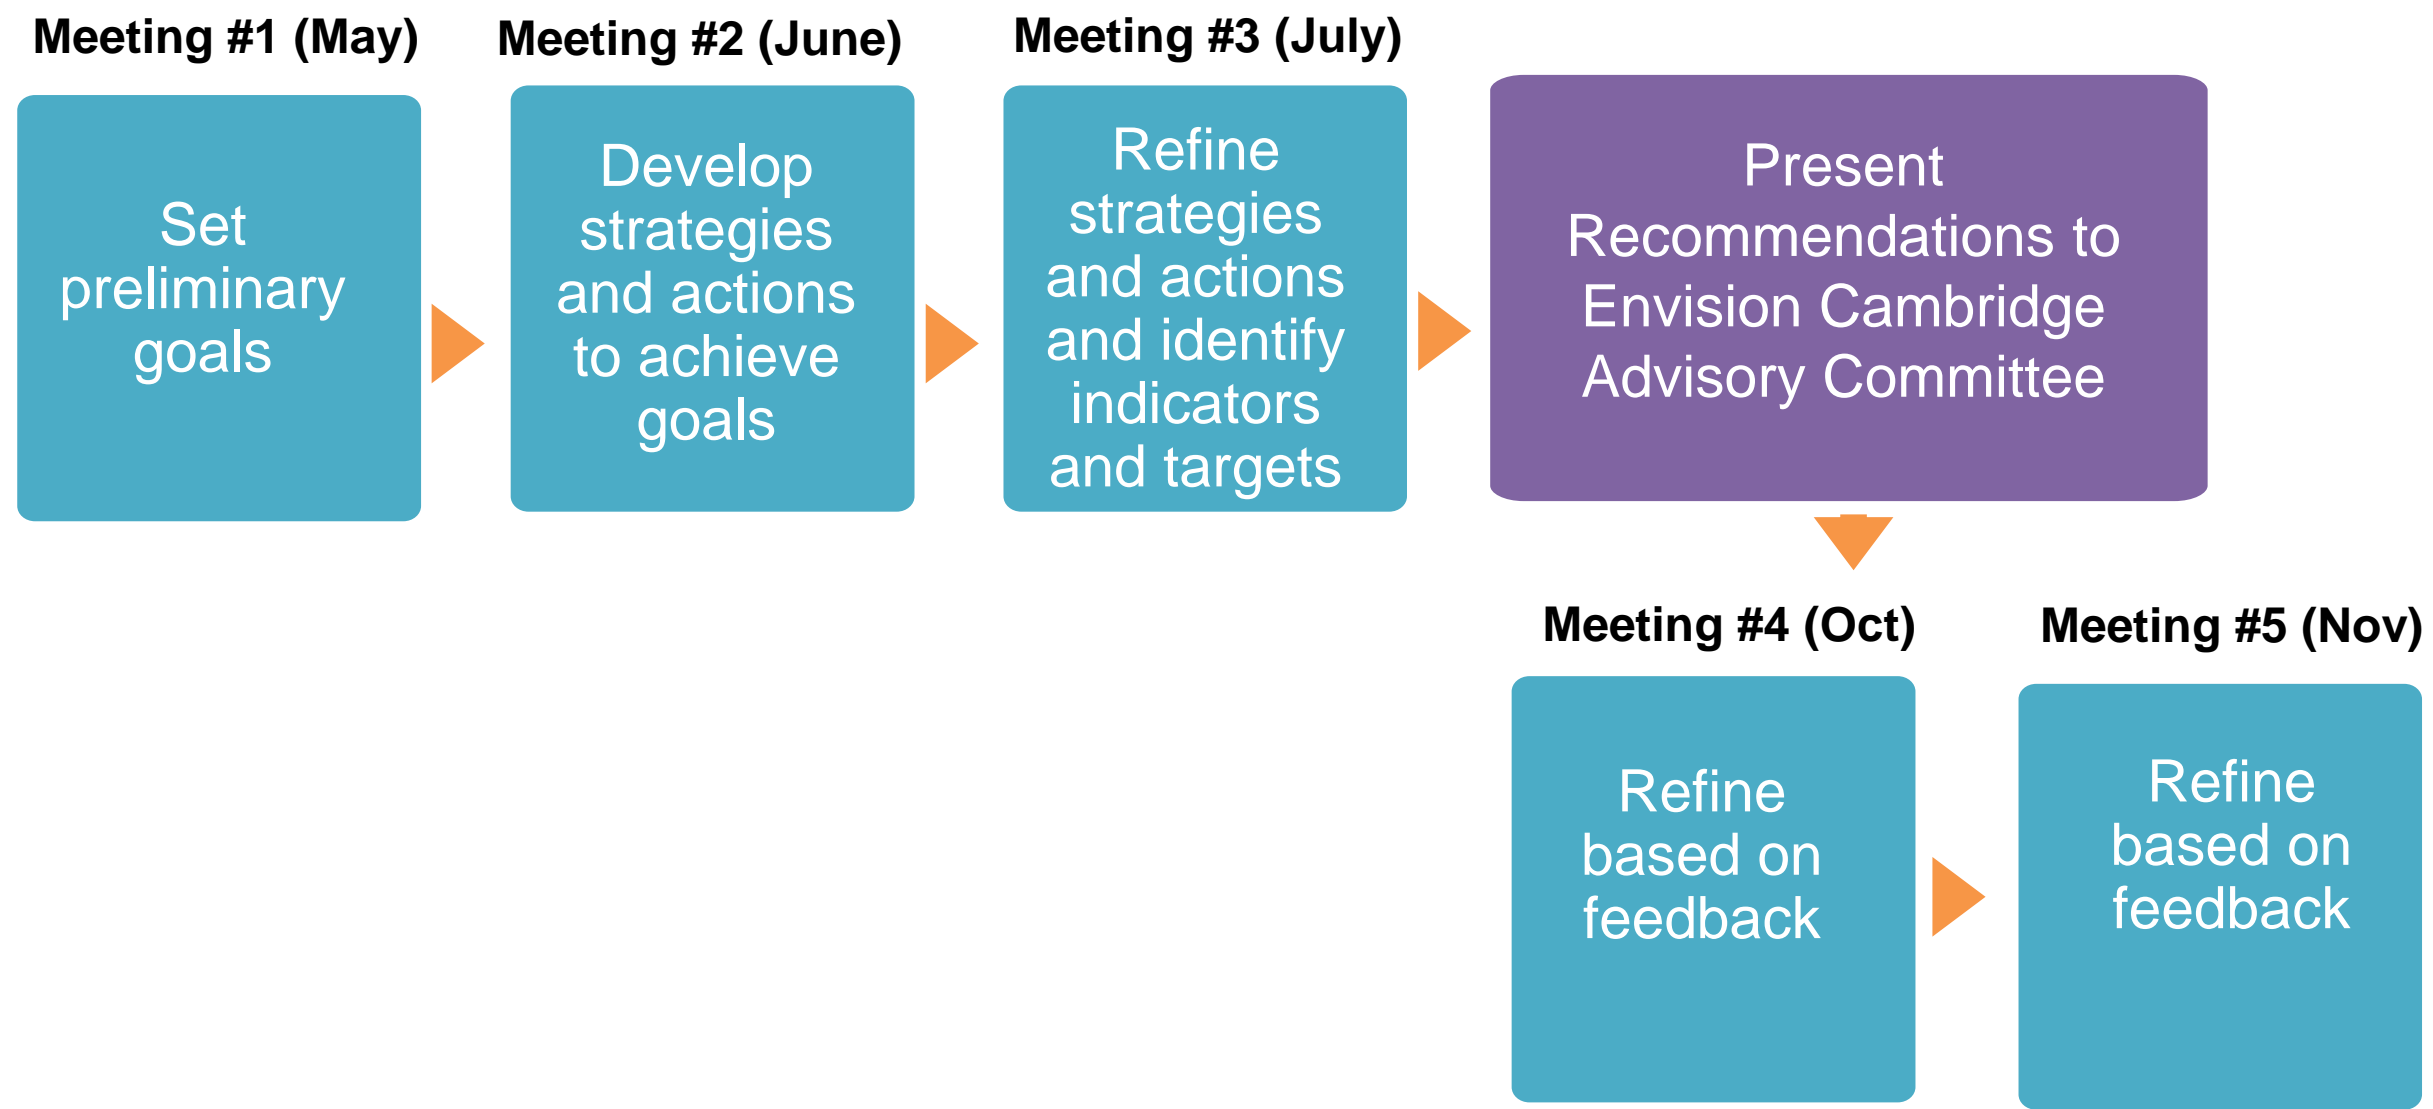 Meeting #1 (May)
Set
preliminary
goals
Meeting #2 (June)
Develop
strategies
and actions
to achieve
goals
Meeting #3 (July)
Refine
strategies
and actions
and identify
indicators
and targets
Present
Recommendations to
Envision Cambridge
Advisory Committee
Meeting #4 (Oct)
Refine
based on
feedback
Meeting #5 (Nov)
Refine
based on
feedback